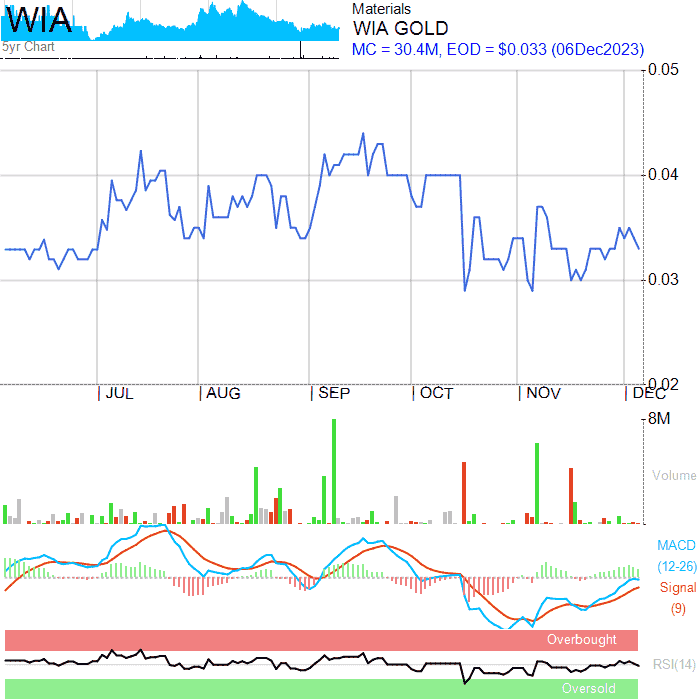 WIA
5yr Chart
Materials
WIA GOLD
MC = 30.4M, EOD = $0.033 (06Dec2023)
0.05
0.04
0.03
0.02
JUL AUG SEP OCT NOV DEC
8M
Volume
MACD
(12-26)
Signal
(9)
Overbought
RSI(14)
Oversold